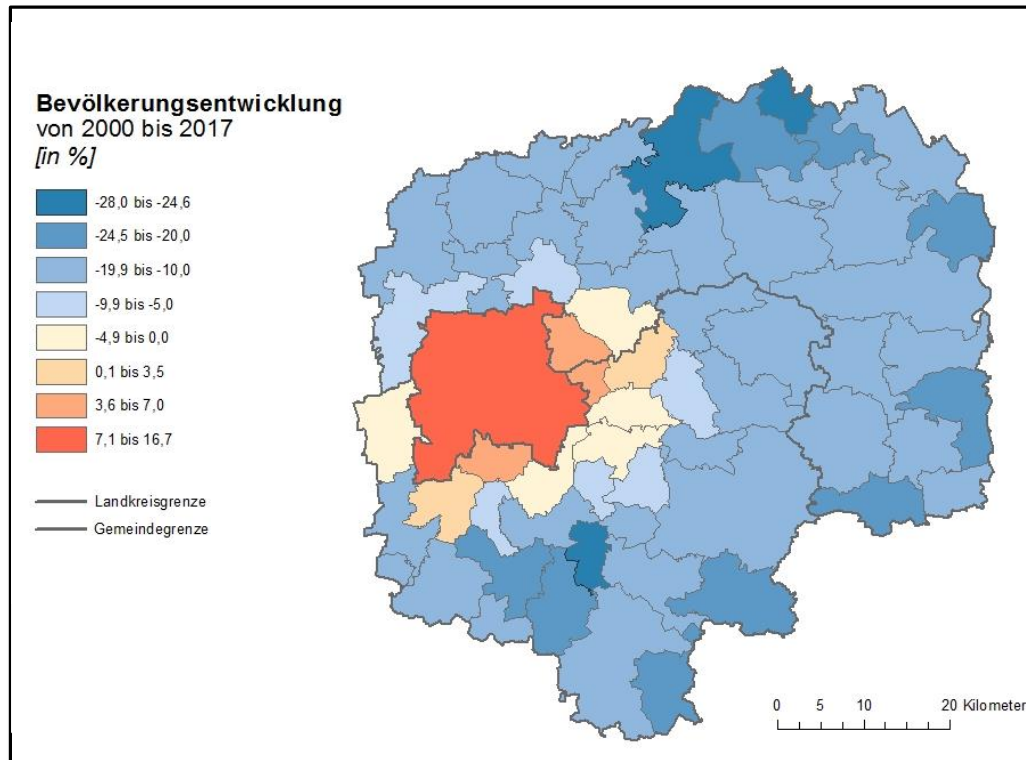 Bevölkerungsentwicklung
von 2000 bis 2017
[in %]
-28,0 bis -24,6
-24,5 bis -20,0
-19,9 bis -10,0
-9,9 bis -5,0
-4,9 bis 0,0
0,1 bis 3,5
3,6 bis 7,0
7,1 bis 16,7
Landkreisgrenze
Gemeindegrenze
0 5 10 20 Kilometer